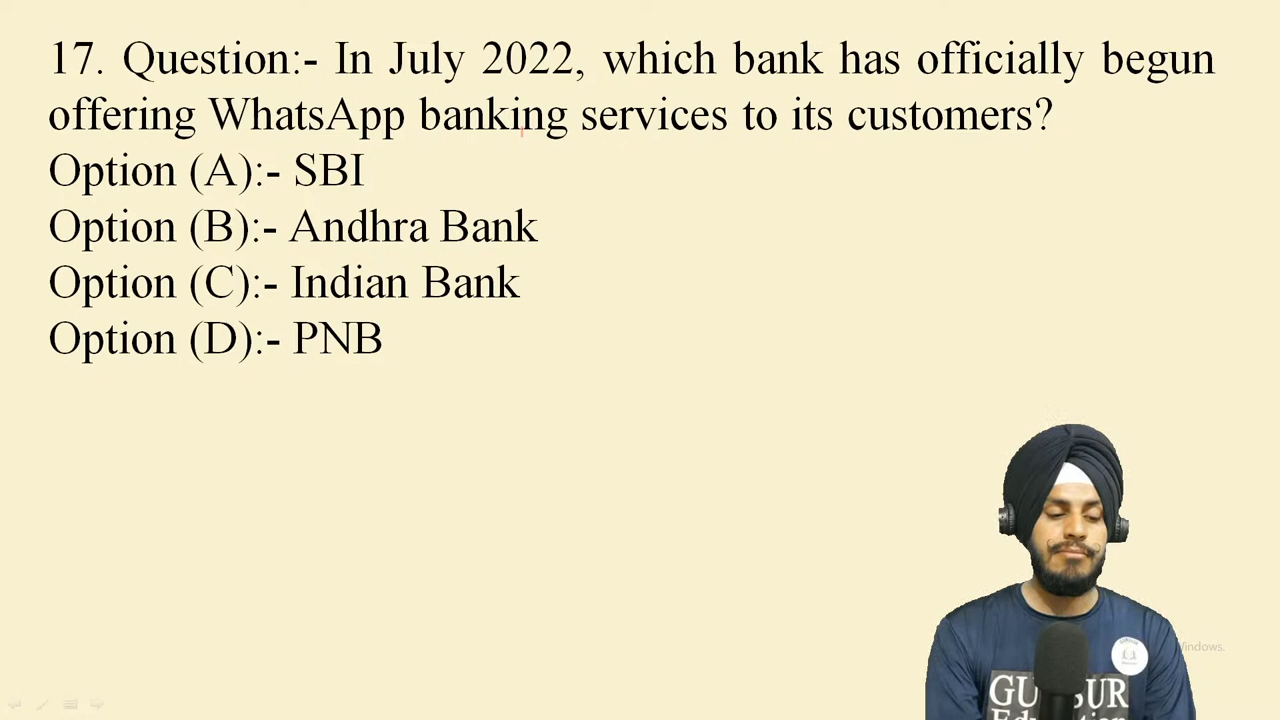 17. Question:- In July 2022, which bank has officially begun
offering WhatsApp banking services to its customers?
Option (A):- SBI
Option (B):- Andhra Bank
Option (C):- Indian Bank
Option (D):- PNB
Windows.